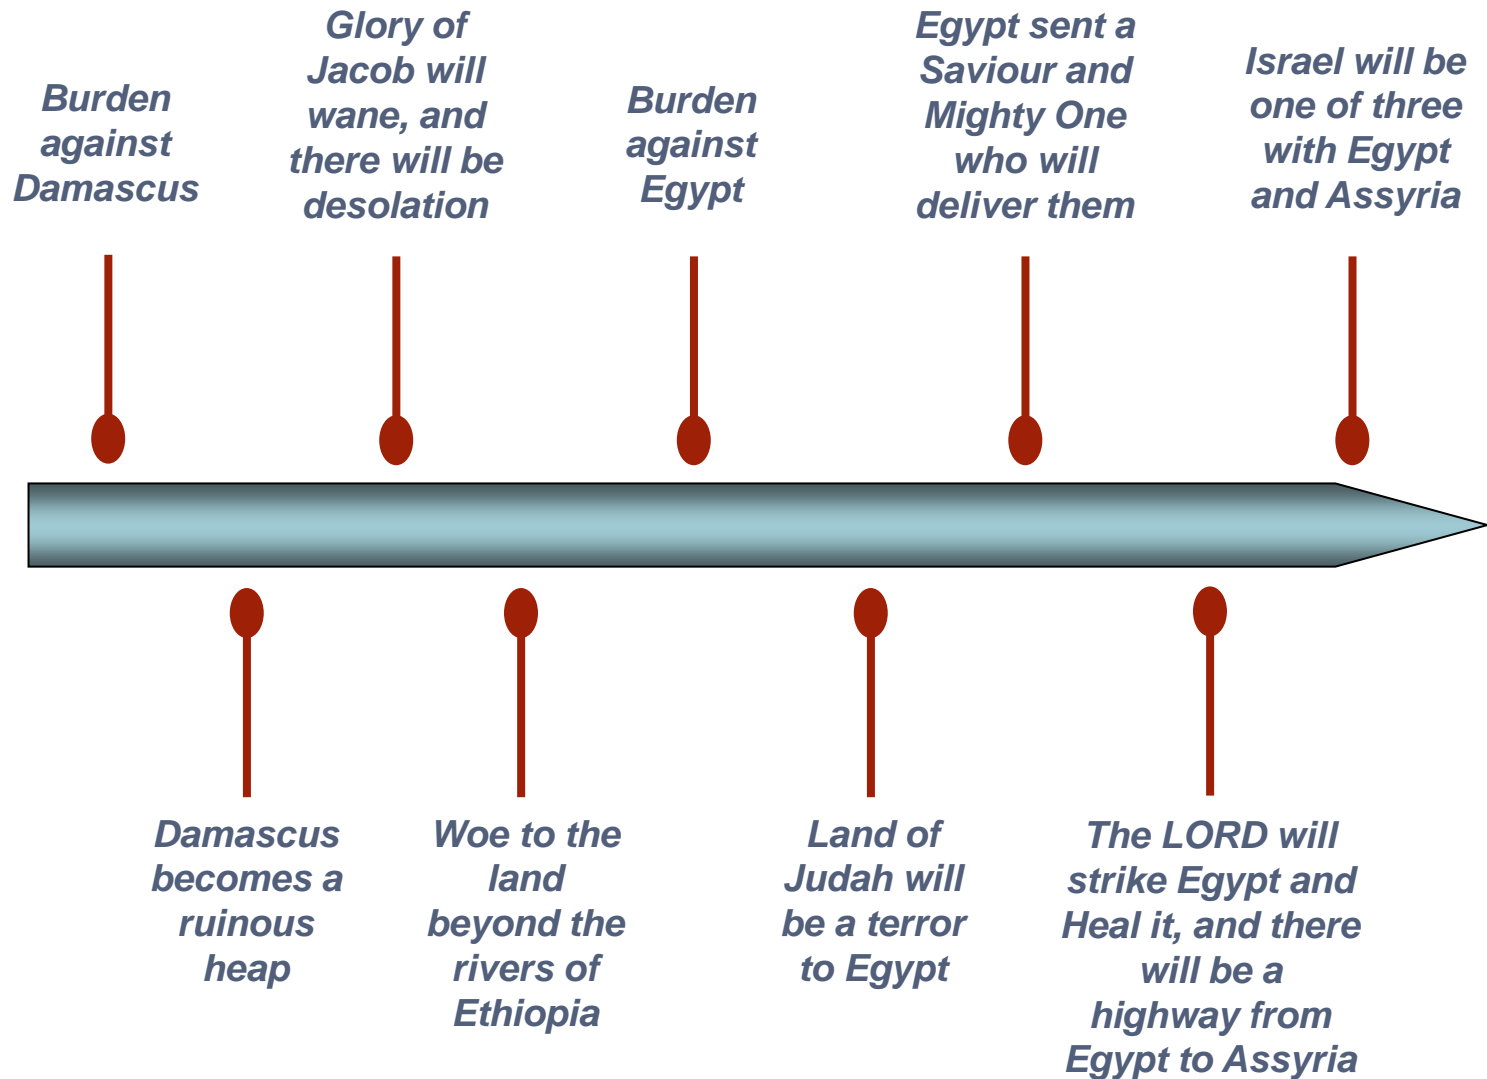 Burden
against
Damascus
Glory of
Jacob will
wane, and
there will be
desolation
Burden
against
Egypt
Egypt sent a
Saviour and
Mighty One
who will
deliver them
Israel will be
one of three
with Egypt
and Assyria
Damascus
becomes a
ruinous
heap
Woe to the
land
beyond the
rivers of
Ethiopia
Land of
Judah will
be a terror
to Egypt
The LORD will
strike Egypt and
Heal it, and there
will be a
highway from
Egypt to Assyria